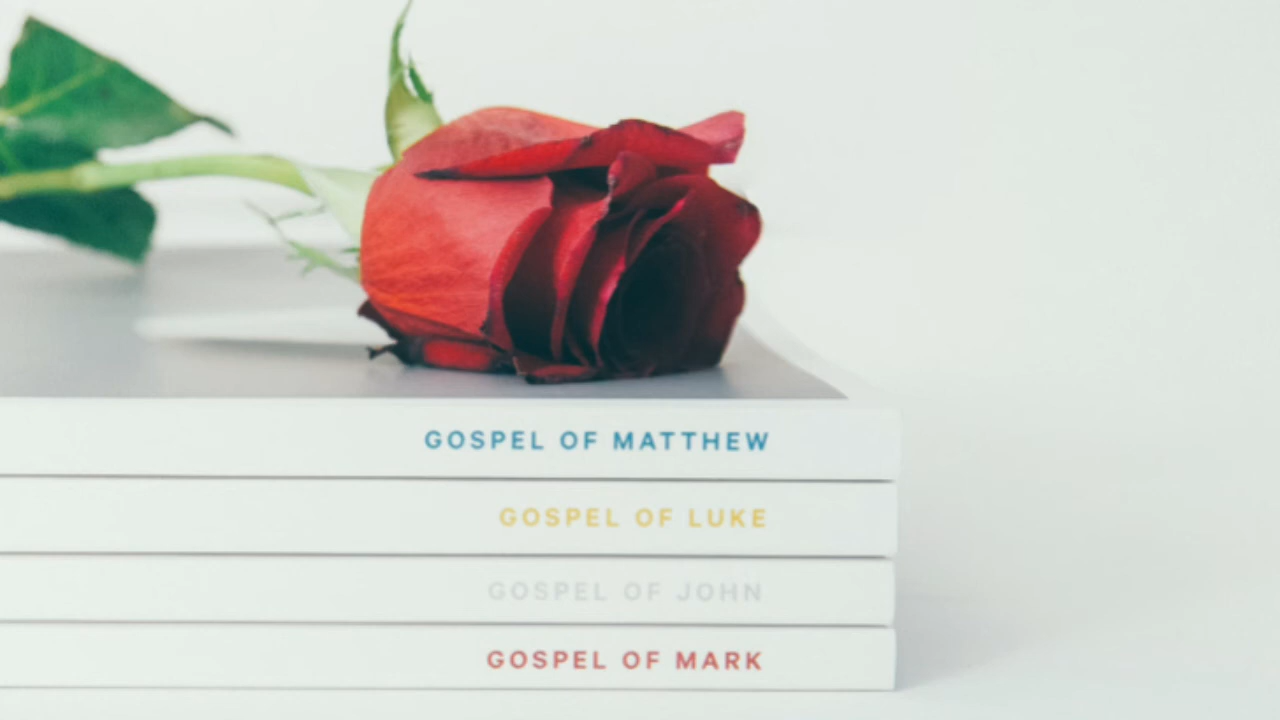 GOSPEL OF MATTHEW
GOSPEL OF LUKE
GOSPEL OF JOHN
GOSPEL OF MARK